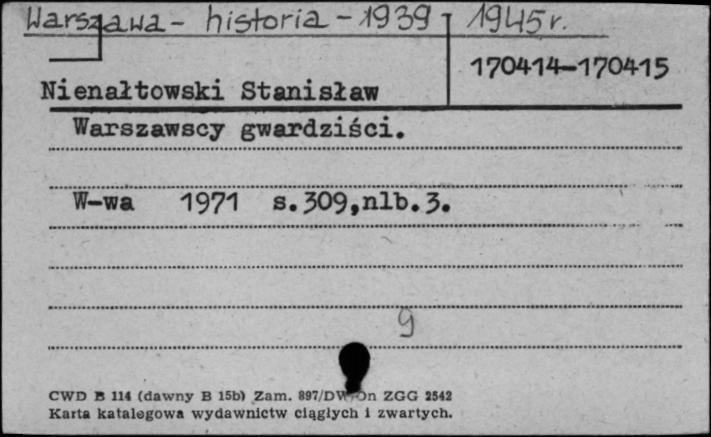 Warszawa - historia - 1939 - 1945 r.
170414-170415
Nienałtowski Stanisław
Warszawscy gwardziści.
W-wa 1971 s.309,nlb.3.
9
CWD B 114 (dawny B 15b) Zam. 897/DW/On ZGG 2542
Karta katalogowa wydawnictw ciągłych i zwartych.